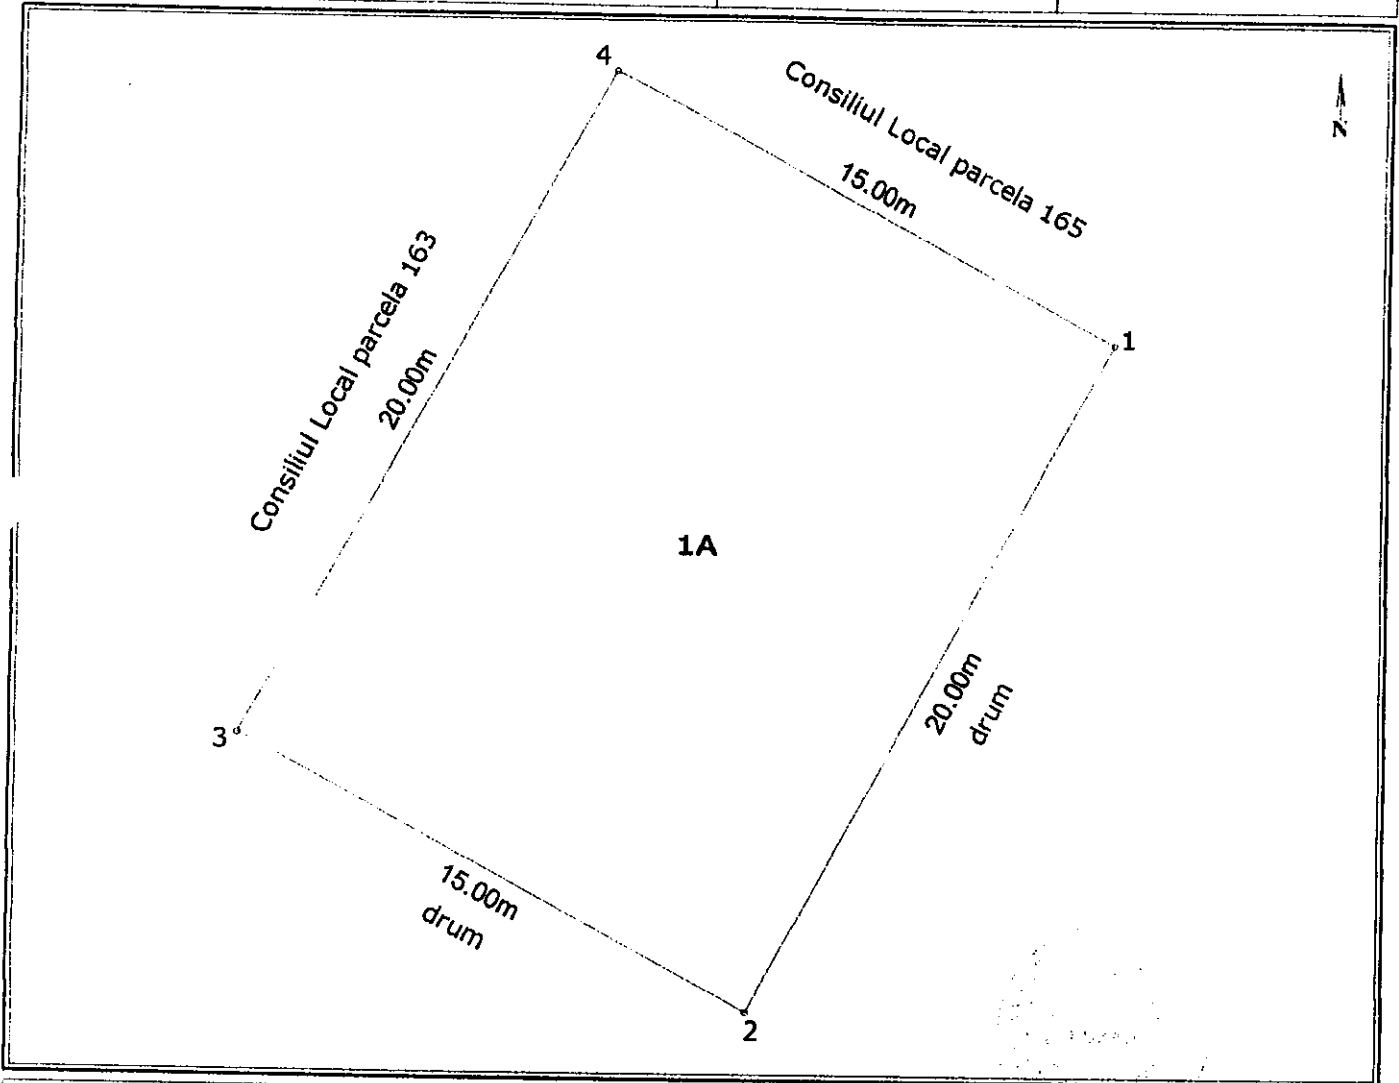 4
Consiliul Local parcela 165
N
15.00m
1
Consiliul Local parcela 163
20.00m
1A
20.00m
drum
3
15.00m
drum
2